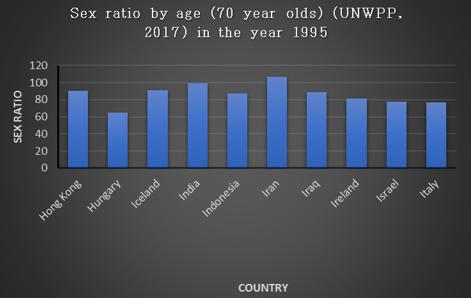 Sex ratio by age (70 year olds) (UNWPP,
2017) in the year 1995
SEX RATIO
120
100
80
60
40
20
0
Hong Kong
Hungary
Iceland
India
Indonesia
Iran
Iraq
Ireland
Israel
Italy
COUNTRY